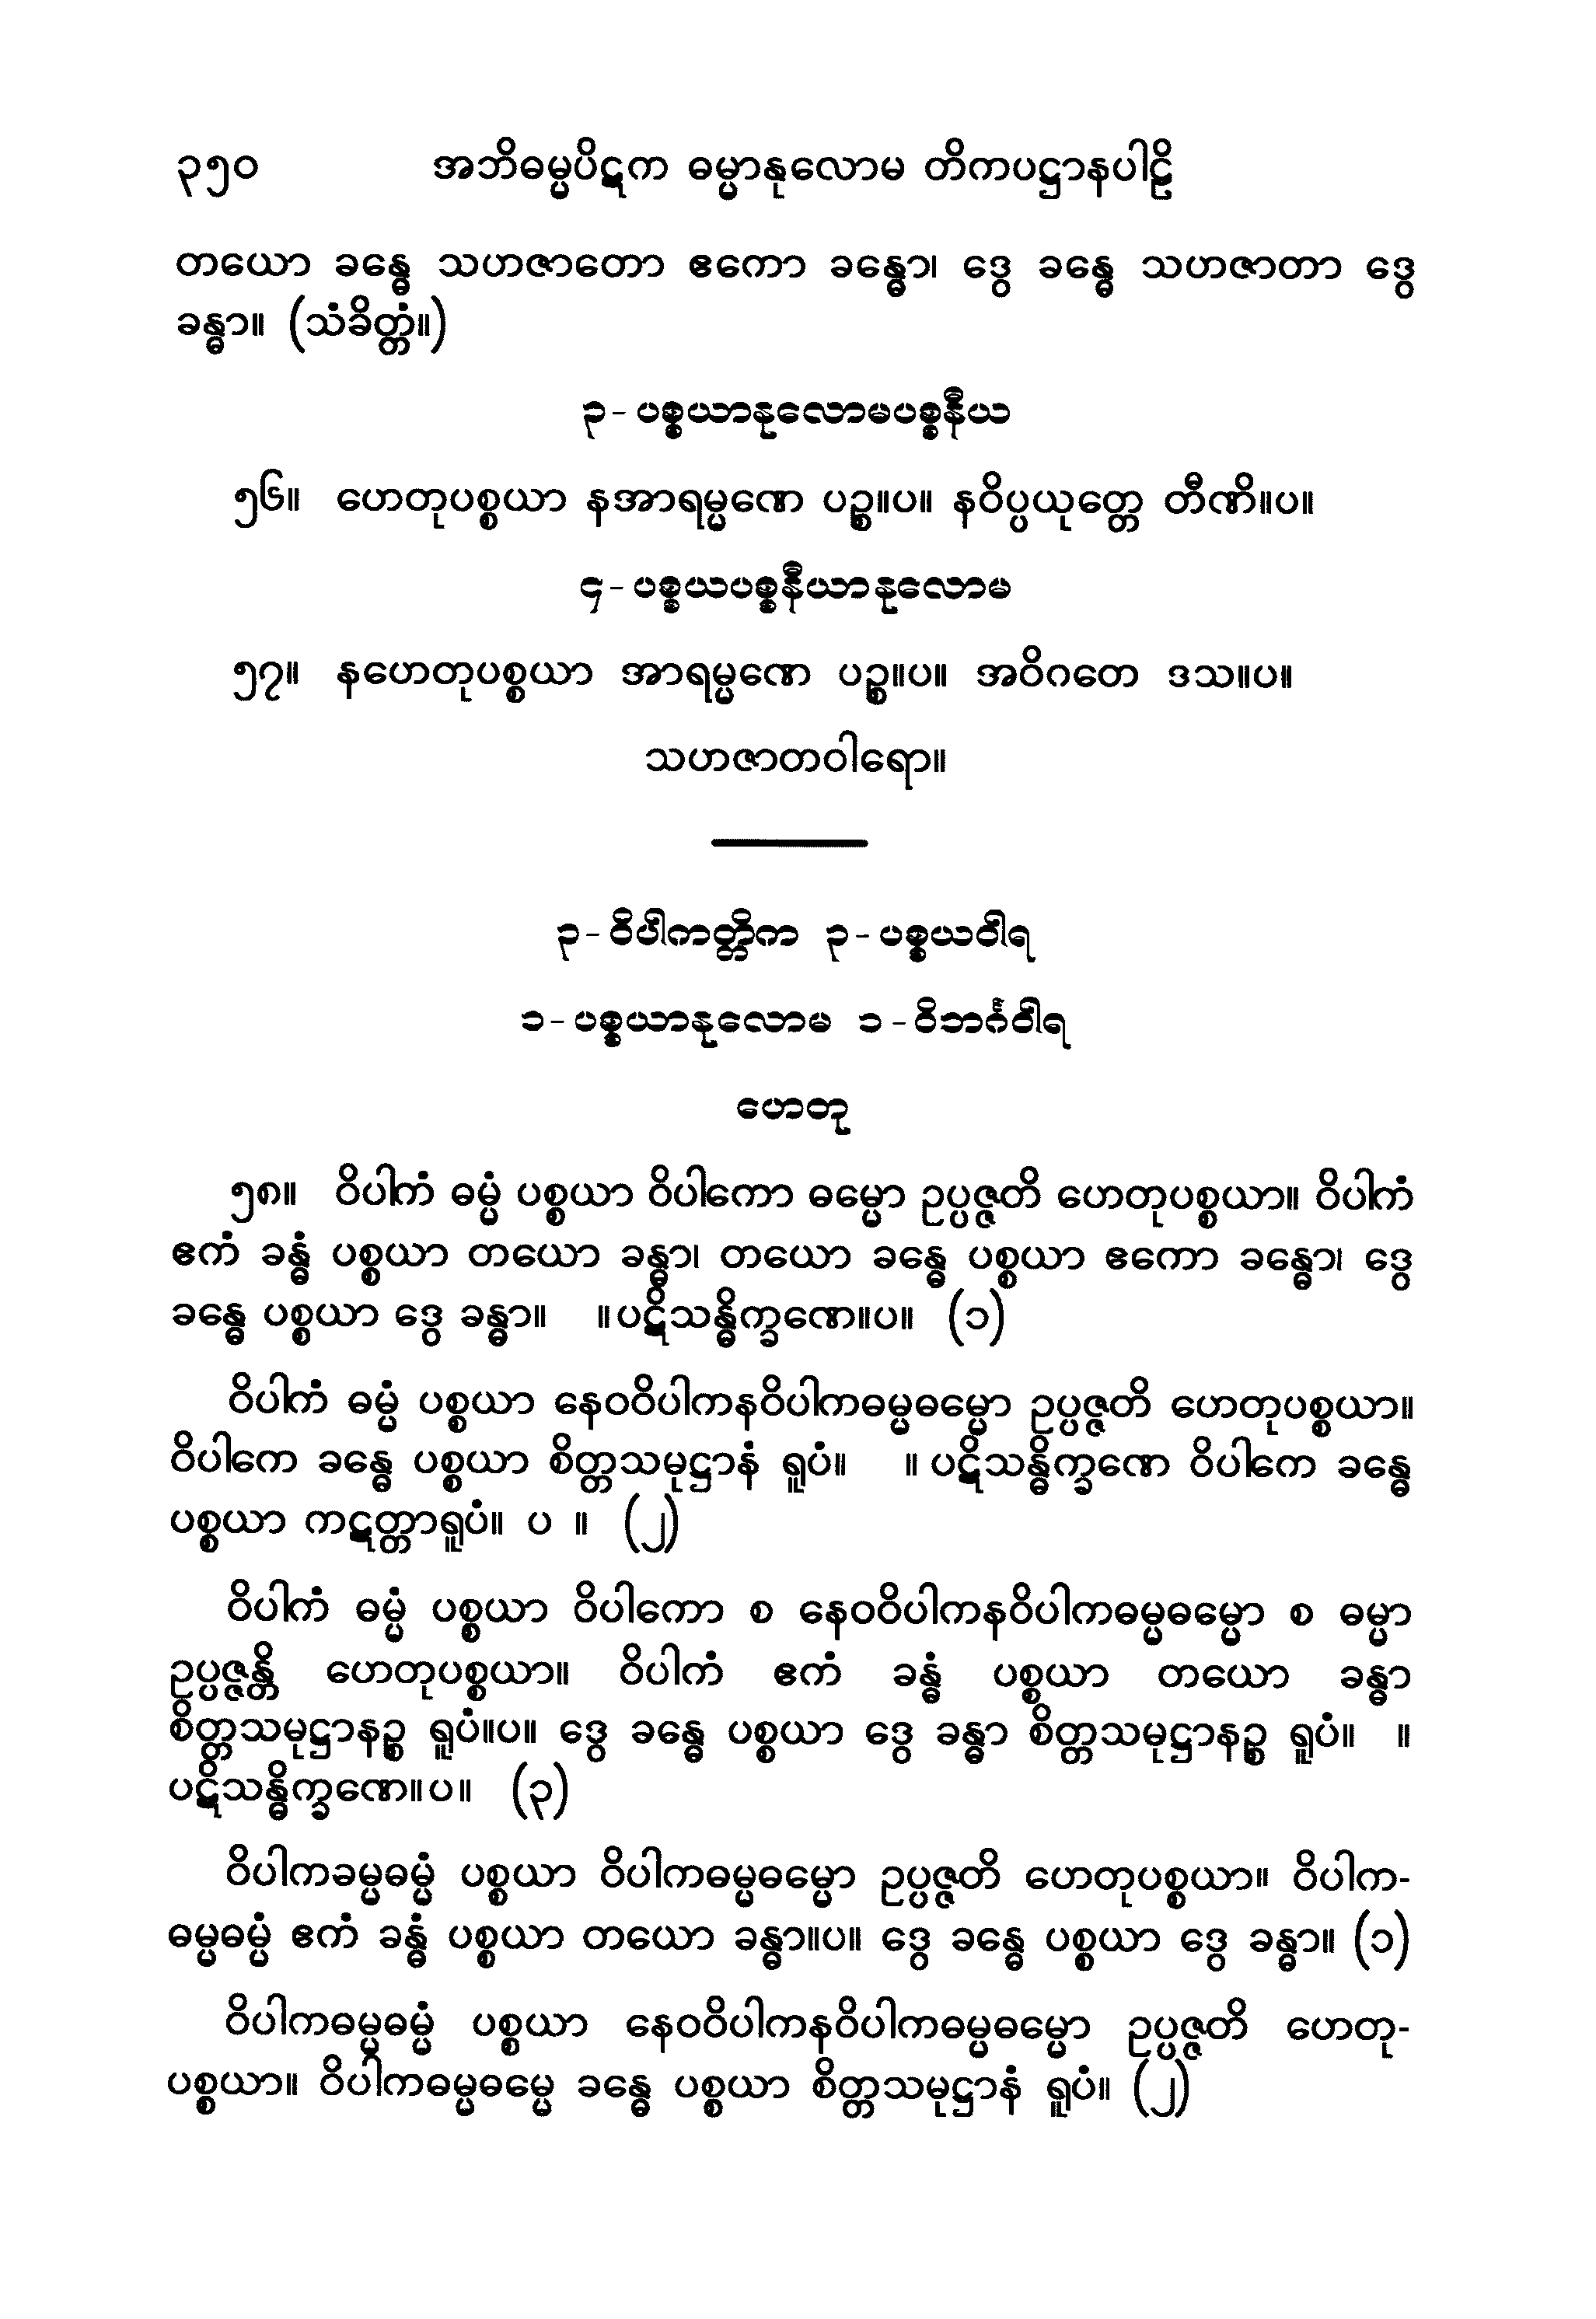 ၃၅၀ အဘိဓမ္မပိဋက ဓမ္မာနုလောမ တိကပဋ္ဌာနပါဠိ
တယော ခန္ဓေ သဟဇာတော ဧကော ခန္ဓော၊ ဒွေ ခန္ဓေ သဟဇာတာ ဒွေ
ခန္ဓာ။ (သံခိတ္တံ။)
၃-ပစ္စယာနုလောမပစ္စနီယ
၅၆။ ဟေတုပစ္စယာ နအာရမ္မဏေ ပဉ္စ။ပ။ နဝိပ္ပယုတ္တေ တီဏိ။ပ။
၄-ပစ္စယပစ္စနီယာနုလောမ
၅၇။ နဟေတုပစ္စယာ အာရမ္မဏေ ပဉ္စ။ပ။ အဝိဂတေ ဒသ။ပ။
သဟဇာတဝါရော။
၃-ဝိပါကတ္တိက ၃-ပစ္စယဝါရ
၁-ပစ္စယာနုလောမ ၁-ဝိဘင်္ဂဝါရ
ဟေတု
၅၈။ ဝိပါကံ ဓမ္မံ ပစ္စယာ ဝိပါကော ဓမ္မော ဥပ္ပဇ္ဇတိ ဟေတုပစ္စယာ။ ဝိပါကံ
ဧကံ ခန္ဓံ ပစ္စယာ တယော ခန္ဓာ၊ တယော ခန္ဓေ ပစ္စယာ ဧကော ခန္ဓော၊ ဒွေ
ခန္ဓေ ပစ္စယာ ဒွေ ခန္ဓာ။ ။ပဋိသန္ဓိက္ခဏေ။ပ။ (၁)
ဝိပါကံ ဓမ္မံ ပစ္စယာ နေဝဝိပါကနဝိပါကဓမ္မဓမ္မော ဥပ္ပဇ္ဇတိ ဟေတုပစ္စယာ။
ဝိပါကေ ခန္ဓေ ပစ္စယာ စိတ္တသမုဋ္ဌာနံ ရူပံ။ ။ ပဋိသန္ဓိက္ခဏေ ဝိပါကေ ခန္ဓေ
ပစ္စယာ ကဋတ္တာရူပံ။ ပ ။ (၂)
ဝိပါကံ ဓမ္မံ ပစ္စယာ ဝိပါကော စ နေဝဝိပါကနဝိပါကဓမ္မဓမ္မော စ ဓမ္မာ
ဥပ္ပဇ္ဇန္တိ ဟေတုပစ္စယာ။ ဝိပါကံ ဧကံ ခန္ဓံ ပစ္စယာ တယော ခန္ဓာ
စိတ္တသမုဋ္ဌာနဉ္စ ရူပံ။ပ။ ဒွေ ခန္ဓေ ပစ္စယာ ဒွေ ခန္ဓာ စိတ္တသမုဋ္ဌာနဉ္စ ရူပံ။ ။
ပဋိသန္ဓိက္ခဏေ။ပ။ (၃)
ဝိပါကခမ္မဓမ္မံ ပစ္စယာ ဝိပါကဓမ္မဓမ္မော ဥပ္ပဇ္ဇတိ ဟေတုပစ္စယာ။ ဝိပါက-
ဓမ္မဓမ္မံ ဧကံ ခန္ဓံ ပစ္စယာ တယော ခန္ဓာ။ပ။ ဒွေ ခန္ဓေ ပစ္စယာ ဒွေ ခန္ဓာ။ (၁)
ဝိပါကဓမ္မဓမ္မံ ပစ္စယာ နေဝဝိပါကနဝိပါကဓမ္မဓမ္မော ဥပ္ပဇ္ဇတိ ဟေတု-
ပစ္စယာ။ ဝိပါကဓမ္မဓမ္မေ ခန္ဓေ ပစ္စယာ စိတ္တသမုဋ္ဌာနံ ရူပံ။ (၂)